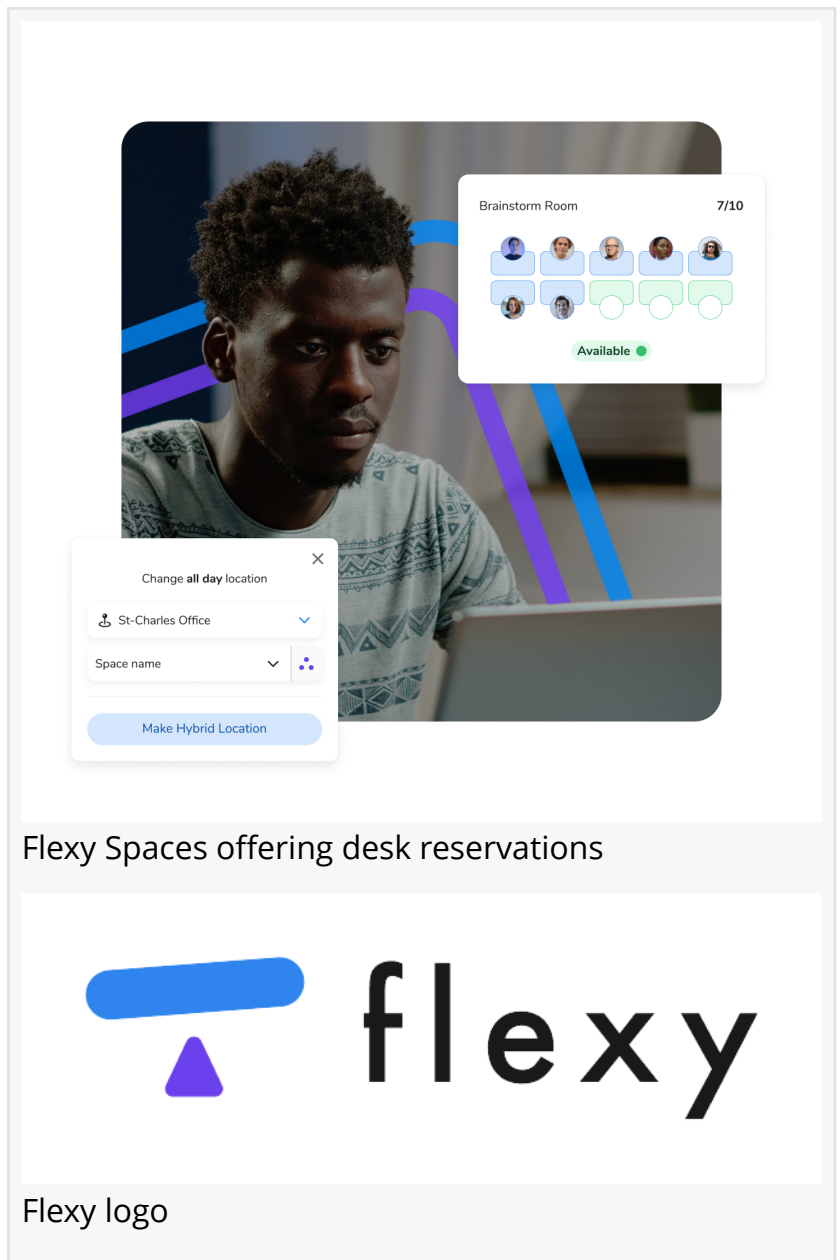 Brainstorm Room 7/10
Available
Change all day location
St-Charles Office
Space name
Make Hybrid Location
Flexy Spaces offering desk reservations
flexy
Flexy logo